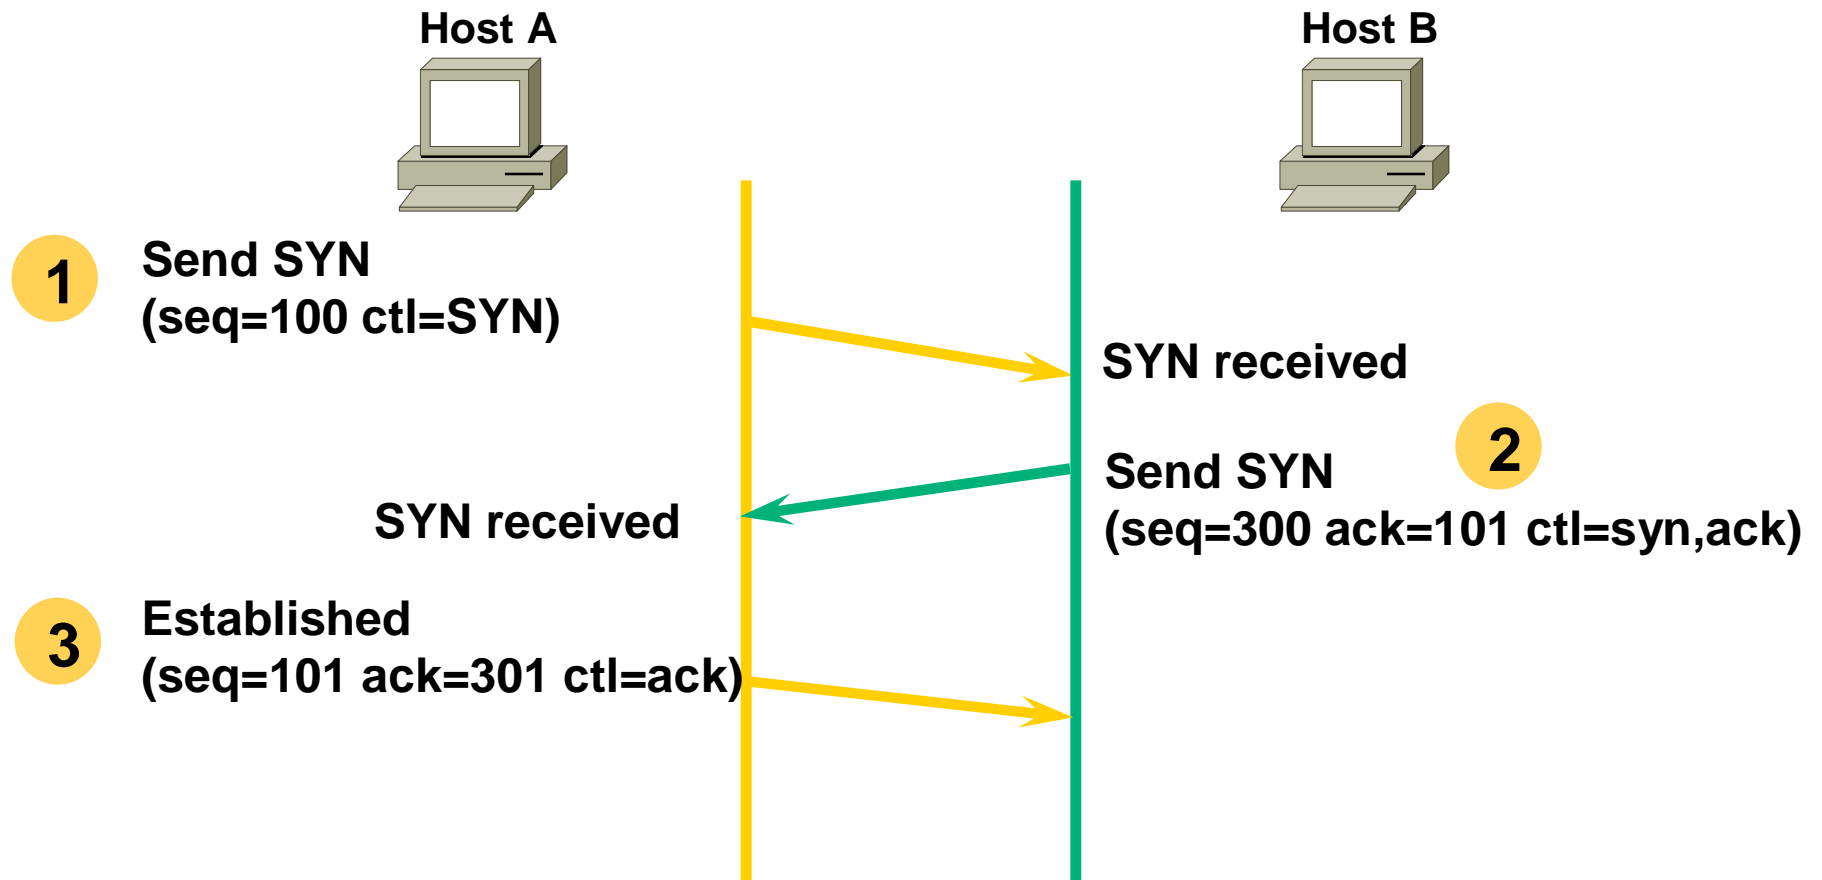 Host A
Host B
1
Send SYN
(seq=100 ctl=SYN)
SYN received
2
Send SYN
(seq=300 ack=101 ctl=syn,ack)
SYN received
3
Established
(seq=101 ack=301 ctl=ack)